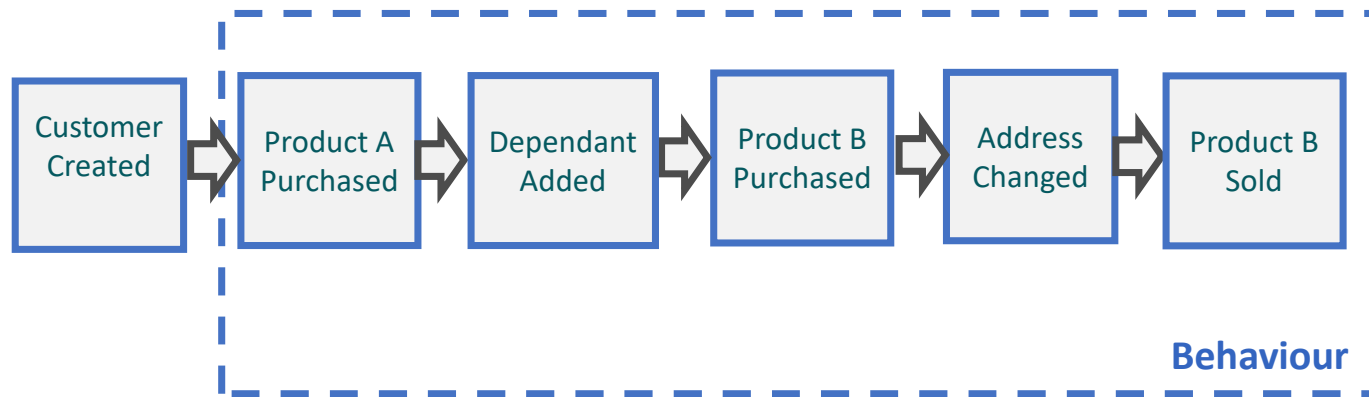 Customer
Created
Product A
Purchased
Dependant
Added
Product B
Purchased
Address
Changed
Product B
Sold
Behaviour